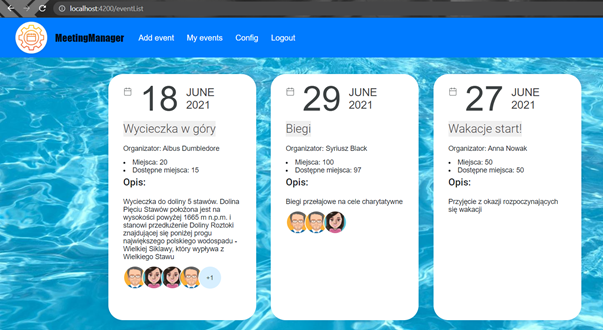 localhost:4200/eventList
MeetingManager
Add event
My events
Config
Logout
18
JUNE
2021
Wycieczka w góry
Organizator: Albus Dumbledore
Miejsca: 20
Dostępne miejsca: 15
Opis:
Wycieczka do doliny 5 stawów. Dolina
Pięciu Stawów położona jest na
wysokości powyżej 1665 m n.p.m. i
stanowi przedłużenie Doliny Roztoki
znajdującej się poniżej progu
największego polskiego wodospadu -
Wielkiej Siklawy, który wypływa z
Wielkiego Stawu
+1
29
JUNE
2021
Biegi
Organizator: Syriusz Black
Miejsca: 100
Dostępne miejsca: 97
Opis:
Biegi przełajowe na cele charytatywne
27
JUNE
2021
Wakacje start!
Organizator: Anna Nowak
Miejsca: 50
Dostępne miejsca: 50
Opis:
Przyjęcie z okazji rozpoczynających
się wakacji